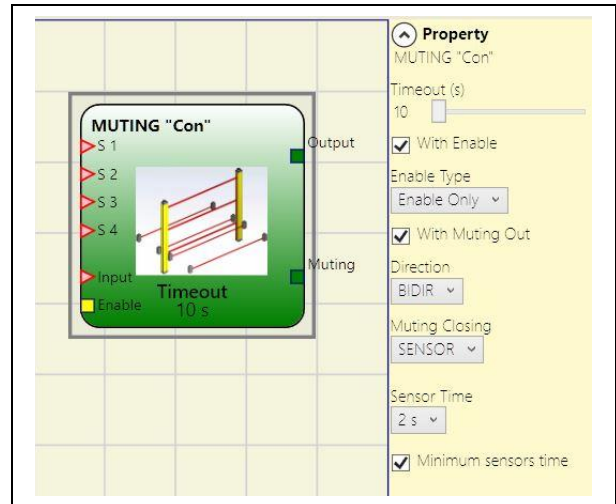 MUTING "Con"
S 1
S 2
S 3
S 4
Input
Enable
Output
Muting
Timeout
10 s
Property
MUTING "Con"
Timeout (s)
10
With Enable
Enable Type
Enable Only
With Muting Out
Direction
BIDIR
Muting Closing
SENSOR
Sensor Time
2 s
Minimum sensors time